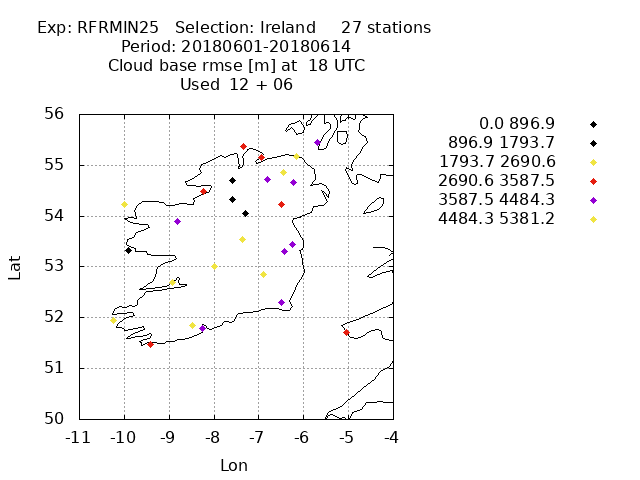 Exp: RFRMIN25   Selection: Ireland     27 stations
Period: 20180601-20180614
Cloud base rmse [m] at  18 UTC
Used  12 + 06
0.0 896.9
896.9 1793.7
1793.7 2690.6
2690.6 3587.5
3587.5 4484.3
4484.3 5381.2
56
55
54
53
52
51
50
Lat
-11 -10 -9 -8 -7 -6 -5 -4
Lon